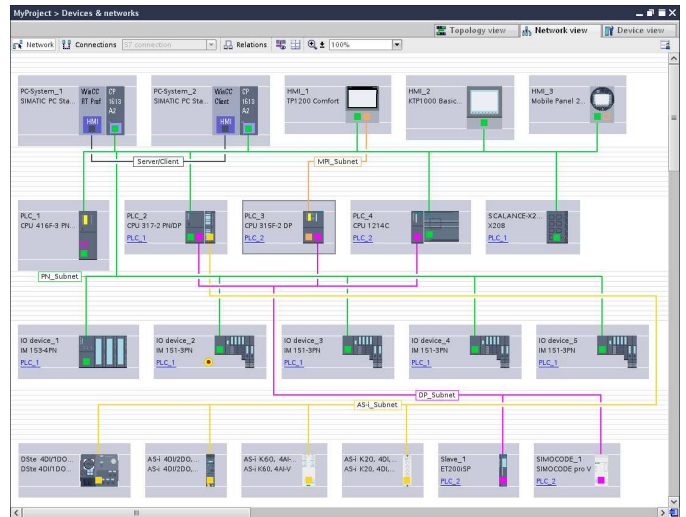 MyProject > Devices & networks
Topology view Network view Device view
Network Connections S7 connection Relations 100%
PC-System_1
SIMATIC PC Sta...
WinCC
RT Prof
CP
1613
A2
HMI
PC-System_2
SIMATIC PC Sta...
WinCC
Client
CP
1613
A2
HMI
HMI_1
TP1200 Comfort
HMI_2
KTP1000 Basic...
HMI_3
Mobile Panel 2...
Server/Client
MPI_Subnet
PLC_1
CPU 416F-3 PN...
PLC_2
CPU 317-2 PN/DP
PLC_1
PLC_3
CPU 315F-2 DP
PLC_2
PLC_4
CPU 1214C
PLC_2
SCALANCE-X2...
X208
PLC_1
PN_Subnet
IO device_1
IM 153-4PN
PLC_1
IO device_2
IM 151-3PN
PLC_1
IO device_3
IM 151-3PN
PLC_1
IO device_4
IM 151-3PN
PLC_1
IO device_5
IM 151-3PN
PLC_1
DP_Subnet
AS-i_Subnet
DSte 4DI/1DO...
DSte 4DI/1DO...
AS-i 4DI/2DO,...
AS-i 4DI/2DO,...
AS-i K60, 4AI-...
AS-i K60, 4AI-V
AS-i K20, 4DI,...
AS-i K20, 4DI,...
Slave_1
ET200iSP
PLC_2
SIMOCODE_1
SIMOCODE pro V
PLC_2